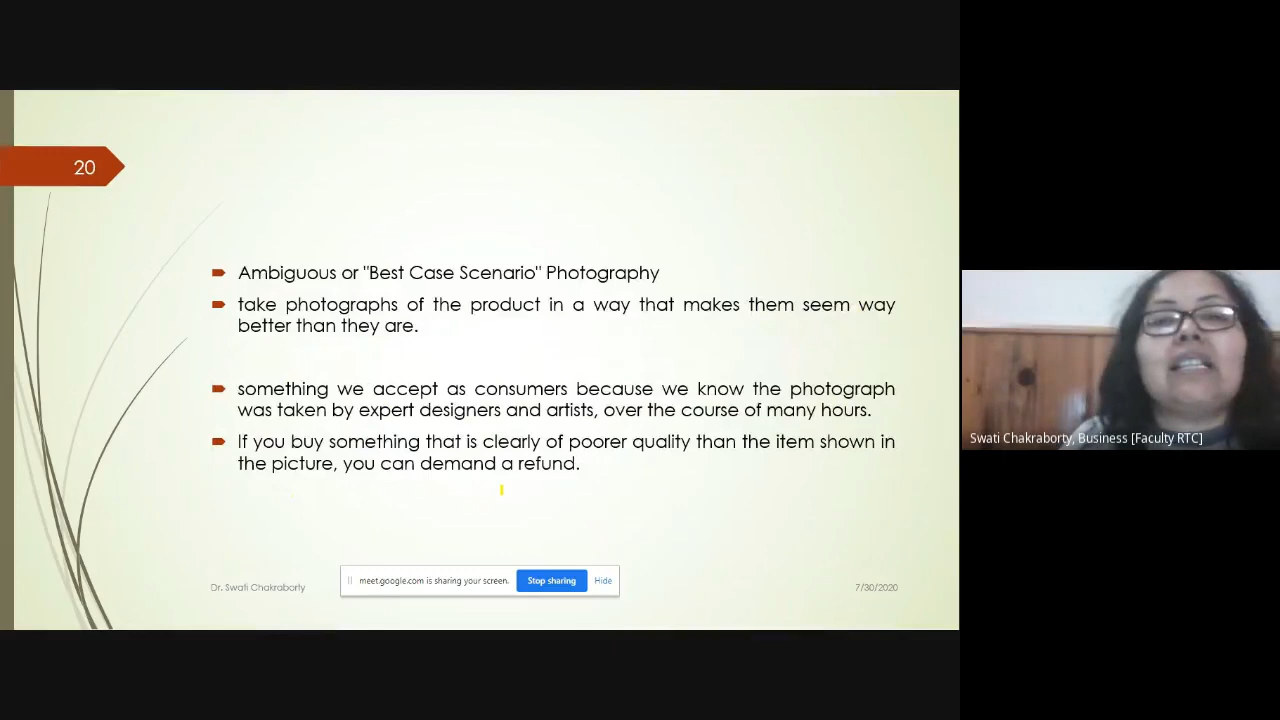 20
Ambiguous or "Best Case Scenario" Photography
take photographs of the product in a way that makes them seem way
better than they are.
something we accept as consumers because we know the photograph
was taken by expert designers and artists, over the course of many hours.
If you buy something that is clearly of poorer quality than the item shown in
the picture, you can demand a refund.
Dr. Swati Chakraborty
meet.google.com is sharing your screen.
Stop sharing
Hide
7/30/2020
Swati Chakraborty, Business [Faculty RTC]